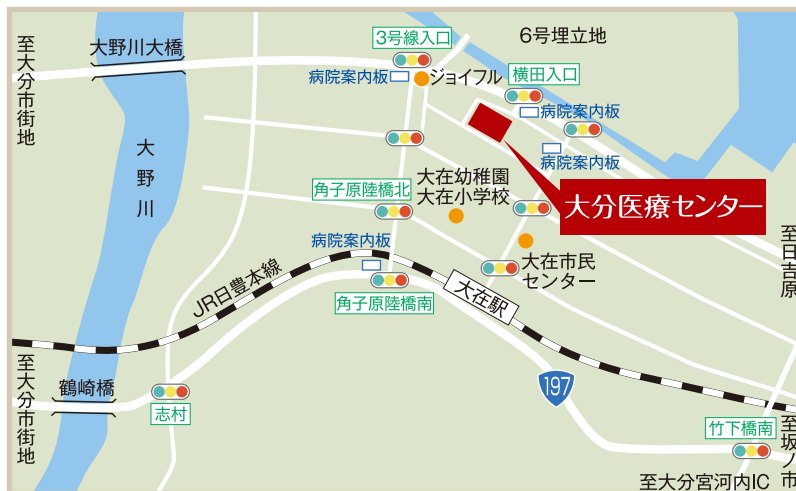 至大分市街地
大野川大橋
3号線入口
6号埋立地
病院案内板
ジョイフル
横田入口
病院案内板
病院案内板
大野川
大在幼稚園
大在小学校
角子原陸橋北
大分医療センター
至日吉原
病院案内板
大在市民
センター
JR日豊本線
角子原陸橋南
大在駅
至大分市街地
鶴崎橋
志村
197
竹下橋南
至坂ノ市
至大分宮河内IC